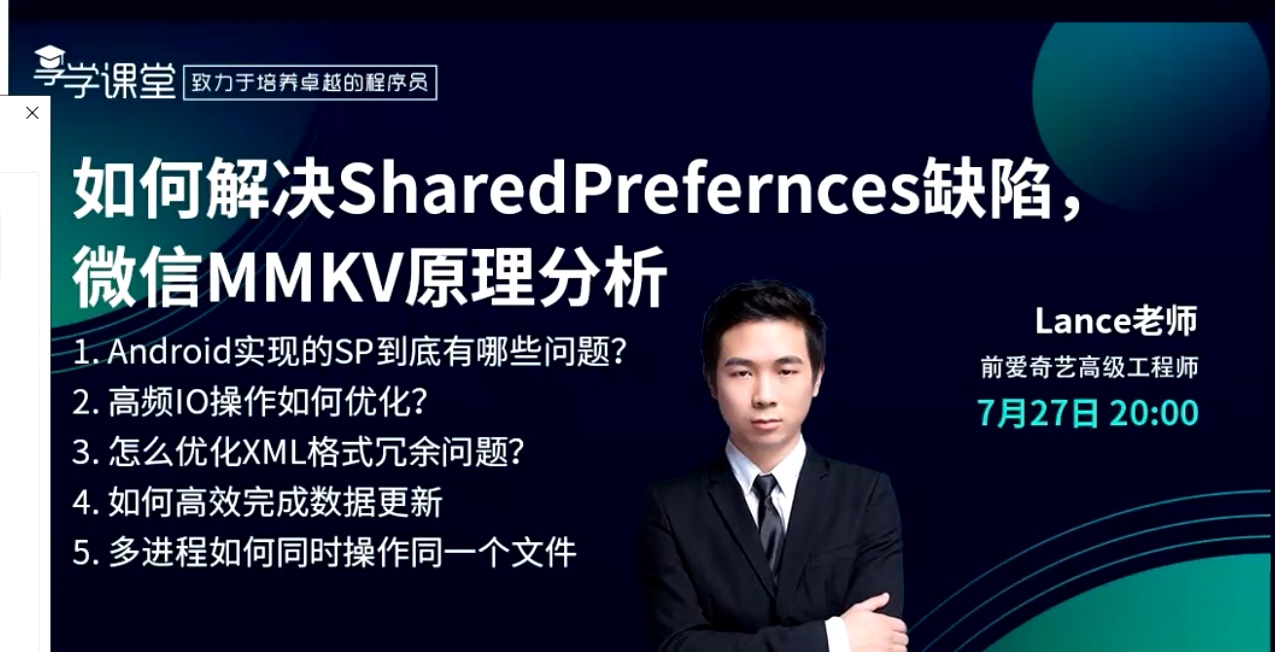 享学课堂 致力于培养卓越的程序员
如何解决SharedPrefernces缺陷，
微信MMKV原理分析
1. Android实现的SP到底有哪些问题？
2. 高频IO操作如何优化？
3. 怎么优化XML格式冗余问题？
4. 如何高效完成数据更新
5. 多进程如何同时操作同一个文件
Lance老师
前爱奇艺高级工程师
7月27日 20:00